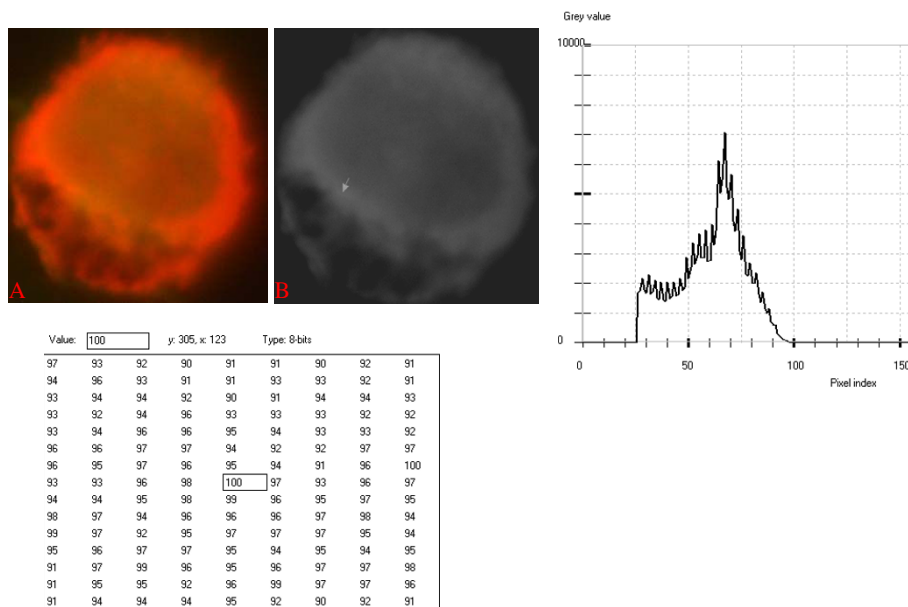 A B
Grey value
10000
0
0 50 100 150
Pixel index
Value: 100 y: 305, x: 123 Type: 8-bits
97 93 92 90 91 91 90 92 91
94 96 93 91 91 93 93 92 91
93 94 94 92 90 91 94 94 93
93 92 94 96 93 93 93 92 92
93 94 96 96 95 94 93 93 92
96 96 97 97 94 92 92 97 97
96 95 97 96 95 94 91 96 100
93 93 96 98 100 97 93 96 97
94 94 95 98 99 96 95 97 95
98 97 94 96 96 96 97 98 94
99 97 92 95 97 97 97 95 94
95 96 97 97 95 94 95 94 95
91 97 99 96 95 96 97 97 98
91 95 95 92 96 99 97 97 96
91 94 94 94 95 92 90 92 91